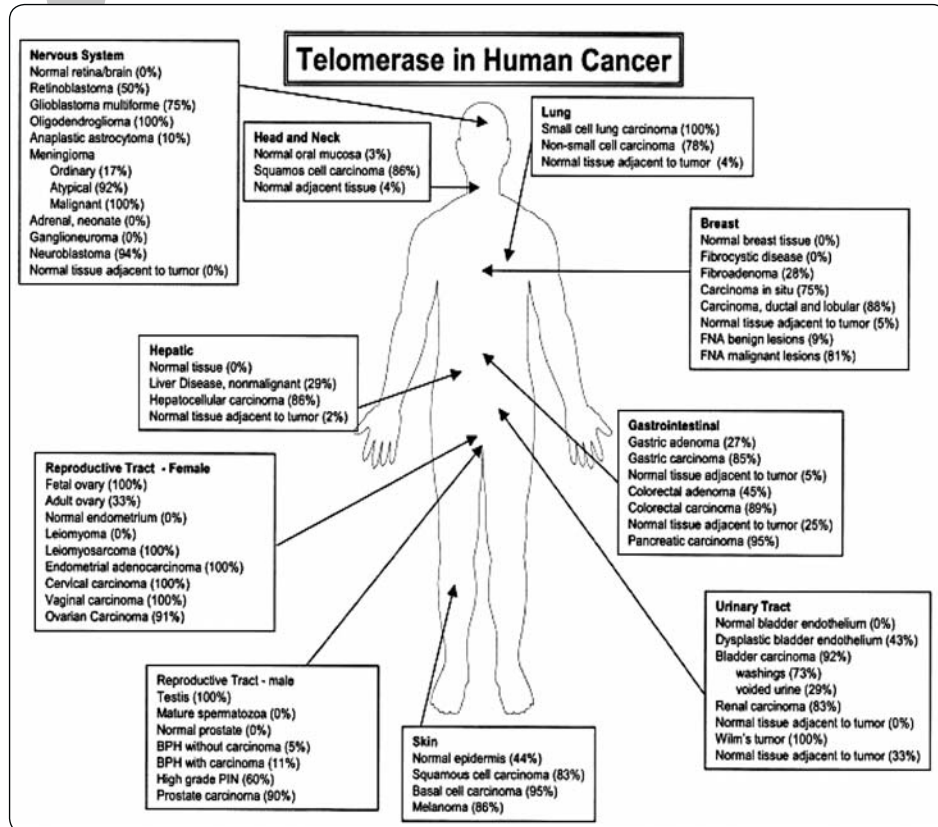 Telomerase in Human Cancer
Nervous System
Normal retina/brain (0%)
Retinoblastoma (50%)
Glioblastoma multiforme (75%)
Oligodendroglioma (100%)
Anaplastic astrocytoma (10%)
Meningioma
Ordinary (17%)
Atypical (92%)
Malignant (100%)
Adrenal, neonate (0%)
Ganglioneuroma (0%)
Neuroblastoma (94%)
Normal tissue adjacent to tumor (0%)
Head and Neck
Normal oral mucosa (3%)
Squamos cell carcinoma (86%)
Normal adjacent tissue (4%)
Lung
Small cell lung carcinoma (100%)
Non-small cell carcinoma (78%)
Normal tissue adjacent to tumor (4%)
Breast
Normal breast tissue (0%)
Fibrocystic disease (0%)
Fibroadenoma (28%)
Carcinoma in situ (75%)
Carcinoma, ductal and lobular (88%)
Normal tissue adjacent to tumor (5%)
FNA benign lesions (9%)
FNA malignant lesions (81%)
Hepatic
Normal tissue (0%)
Liver Disease, nonmalignant (29%)
Hepatocellular carcinoma (86%)
Normal tissue adjacent to tumor (2%)
Gastrointestinal
Gastric adenoma (27%)
Gastric carcinoma (85%)
Normal tissue adjacent to tumor (5%)
Colorectal adenoma (45%)
Colorectal carcinoma (89%)
Normal tissue adjacent to tumor (25%)
Pancreatic carcinoma (95%)
Reproductive Tract - Female
Fetal ovary (100%)
Adult ovary (33%)
Normal endometrium (0%)
Leiomyoma (0%)
Leiomyosarcoma (100%)
Endometrial adenocarcinoma (100%)
Cervical carcinoma (100%)
Vaginal carcinoma (100%)
Ovarian Carcinoma (91%)
Urinary Tract
Normal bladder endothelium (0%)
Dysplastic bladder endothelium (43%)
Bladder carcinoma (92%)
washings (73%)
voided urine (29%)
Renal carcinoma (83%)
Normal tissue adjacent to tumor (0%)
Wilm's tumor (100%)
Normal tissue adjacent to tumor (33%)
Reproductive Tract - male
Testis (100%)
Mature spermatozoa (0%)
Normal prostate (0%)
BPH without carcinoma (5%)
BPH with carcinoma (11%)
High grade PIN (60%)
Prostate carcinoma (90%)
Skin
Normal epidermis (44%)
Squamous cell carcinoma (83%)
Basal cell carcinoma (95%)
Melanoma (86%)